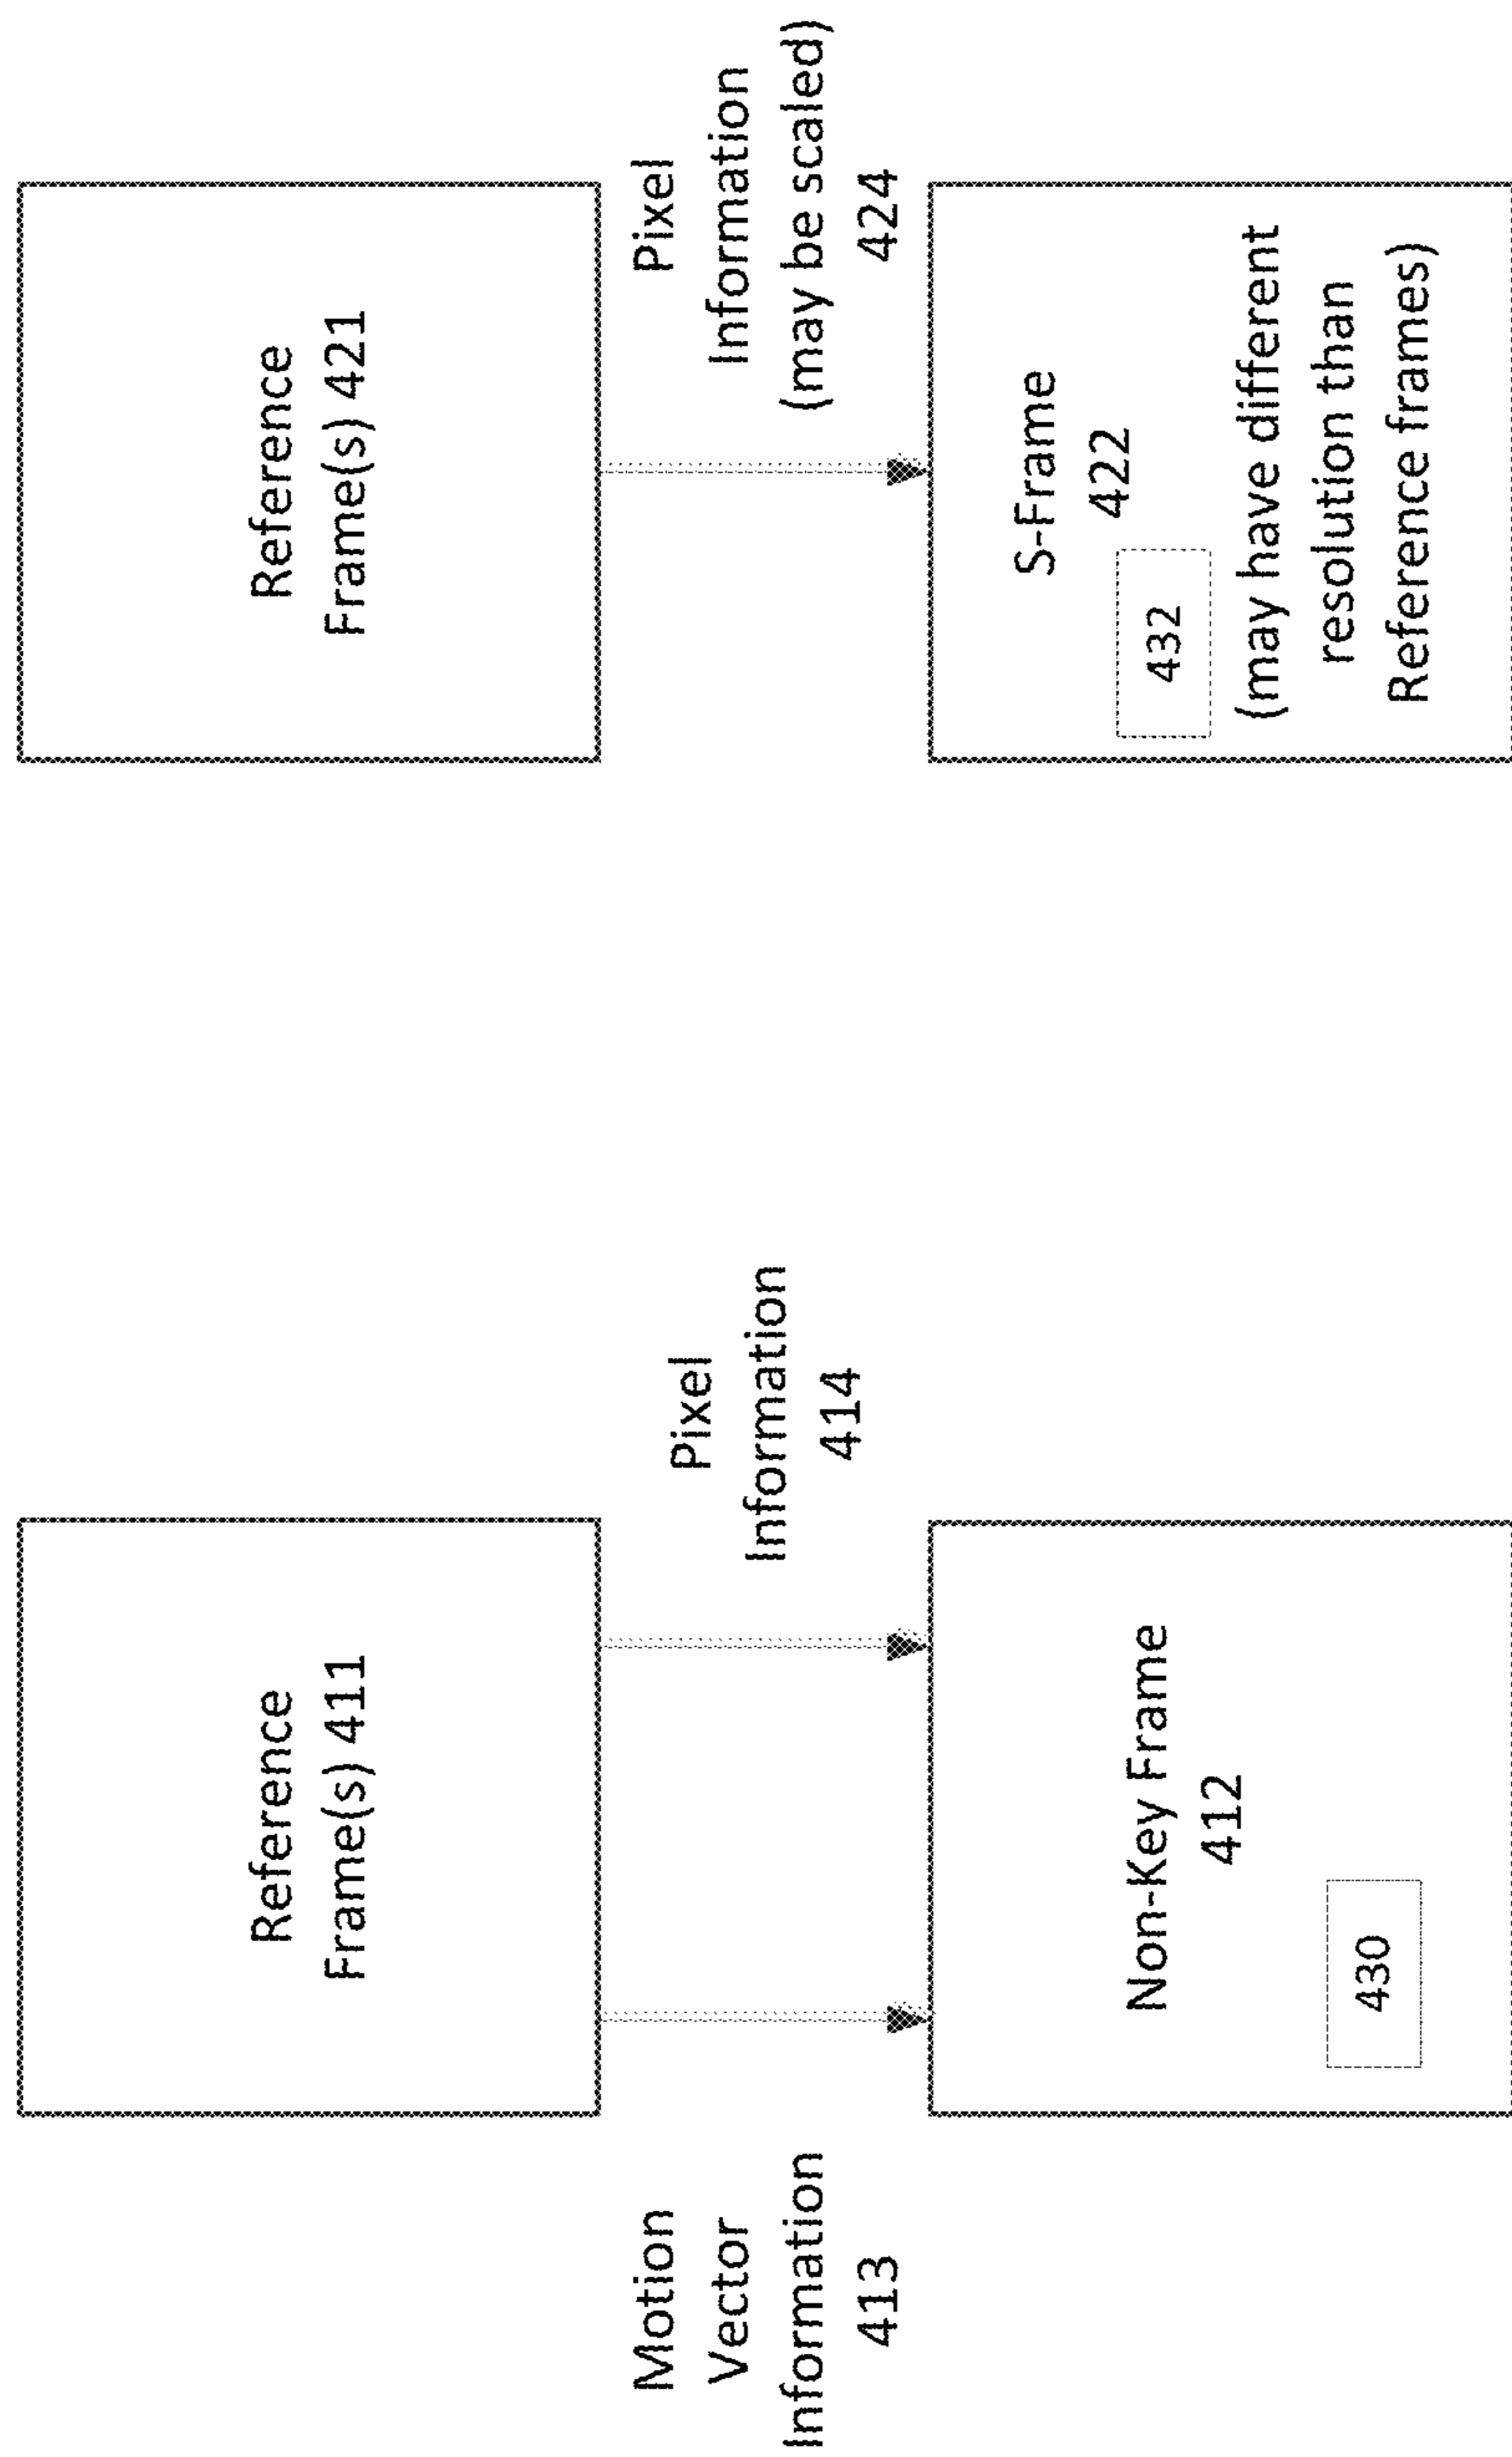 Reference
Frame(s) 411
Motion
Vector
Information
413
Pixel
Information
414
Non-Key Frame
412
430
Reference
Frame(s) 421
Pixel
Information
(may be scaled)
424
S-Frame
422
432
(may have different
resolution than
Reference frames)